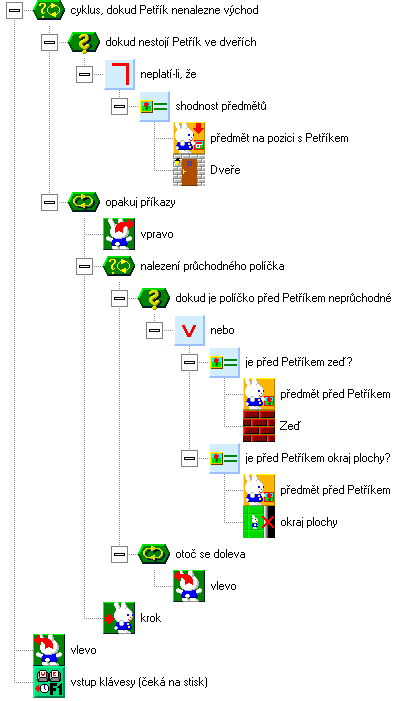 cyklus, dokud Petřík nenalezne východ
dokud nestojí Petřík ve dveřích
neplatí-li, že
shodnost předmětů
předmět na pozici s Petříkem
Dveře
opakuj příkazy
vpravo
nalezení průchodného políčka
dokud je políčko před Petříkem neprůchodné
nebo
je před Petříkem zeď?
předmět před Petříkem
Zeď
je před Petříkem okraj plochy?
předmět před Petříkem
okraj plochy
otoč se doleva
vlevo
krok
vlevo
F1 vstup klávesy (čeká na stisk)